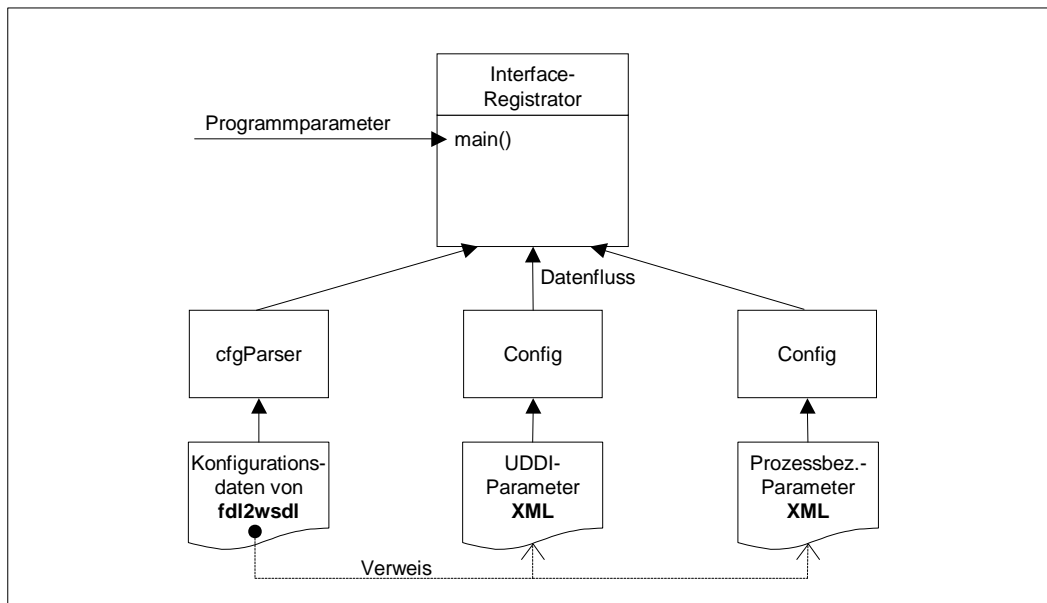 Interface-
Registrator
Programmparameter
main()
Datenfluss
cfgParser
Config
Config
Konfigurations-
daten von
fdl2wsdl
UDDI-
Parameter
XML
Prozessbez.-
Parameter
XML
Verweis